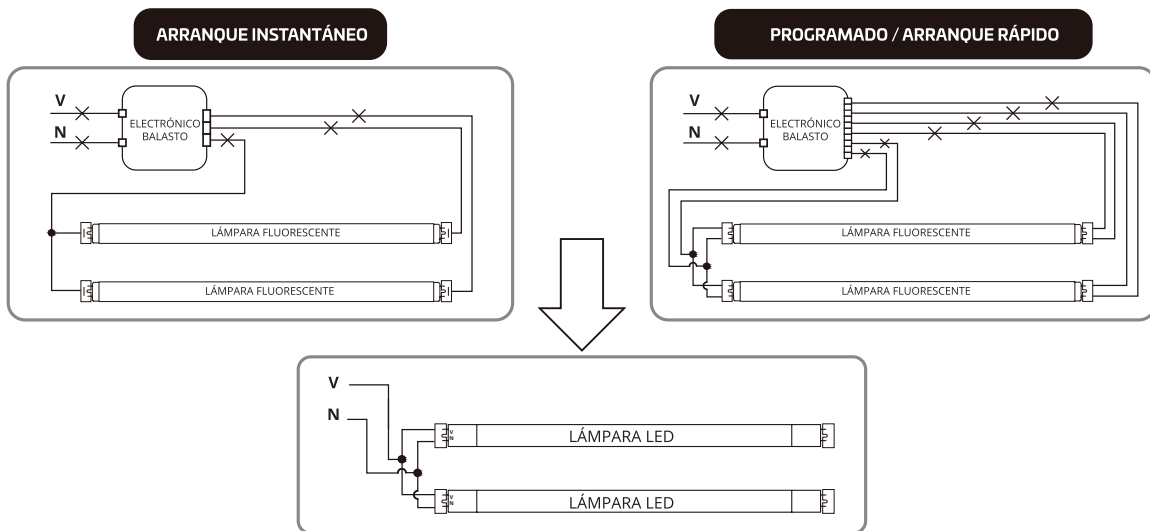 ARRANQUE INSTANTÁNEO
V
N
ELECTRÓNICO
BALASTO
LÁMPARA FLUORESCENTE
LÁMPARA FLUORESCENTE
PROGRAMADO / ARRANQUE RÁPIDO
V
N
ELECTRÓNICO
BALASTO
LÁMPARA FLUORESCENTE
LÁMPARA FLUORESCENTE
V
N
V
N
LÁMPARA LED
V
N
LÁMPARA LED